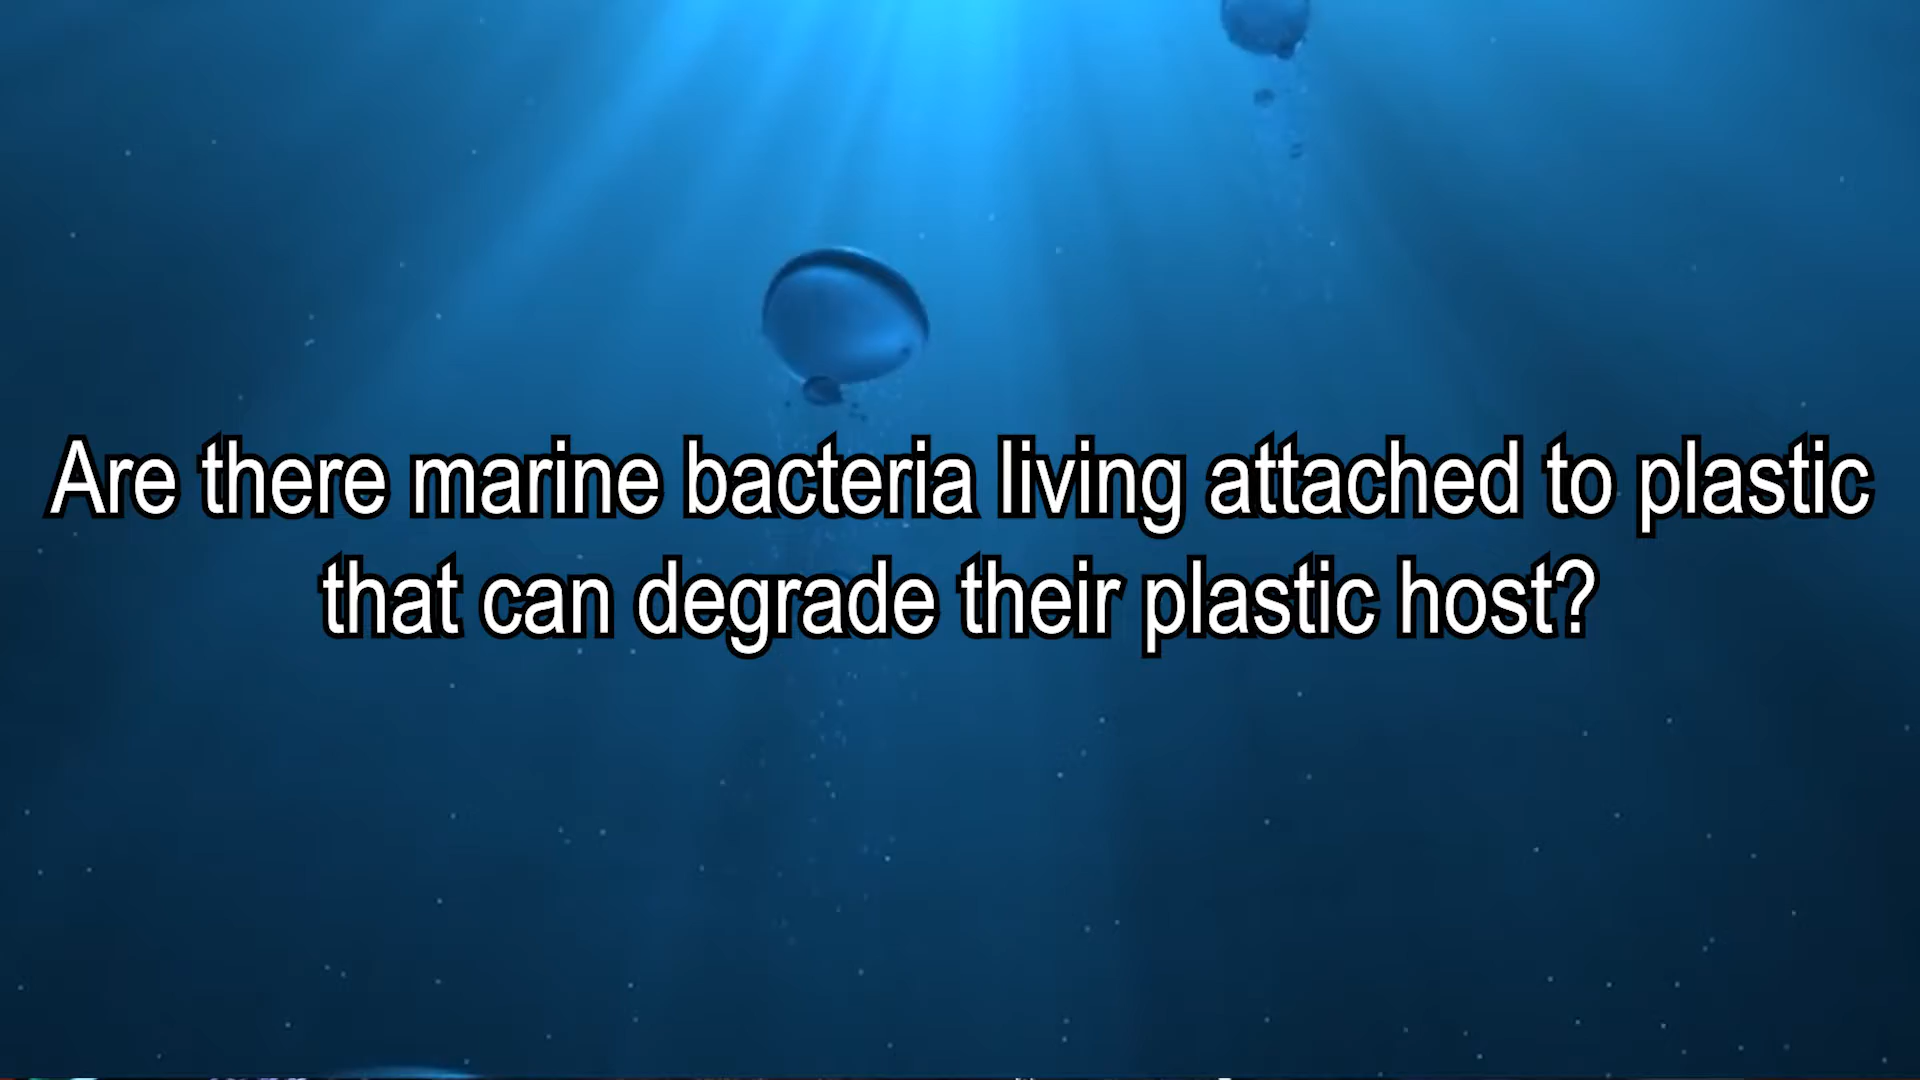 Are there marine bacteria living attached to plastic
that can degrade their plastic host?